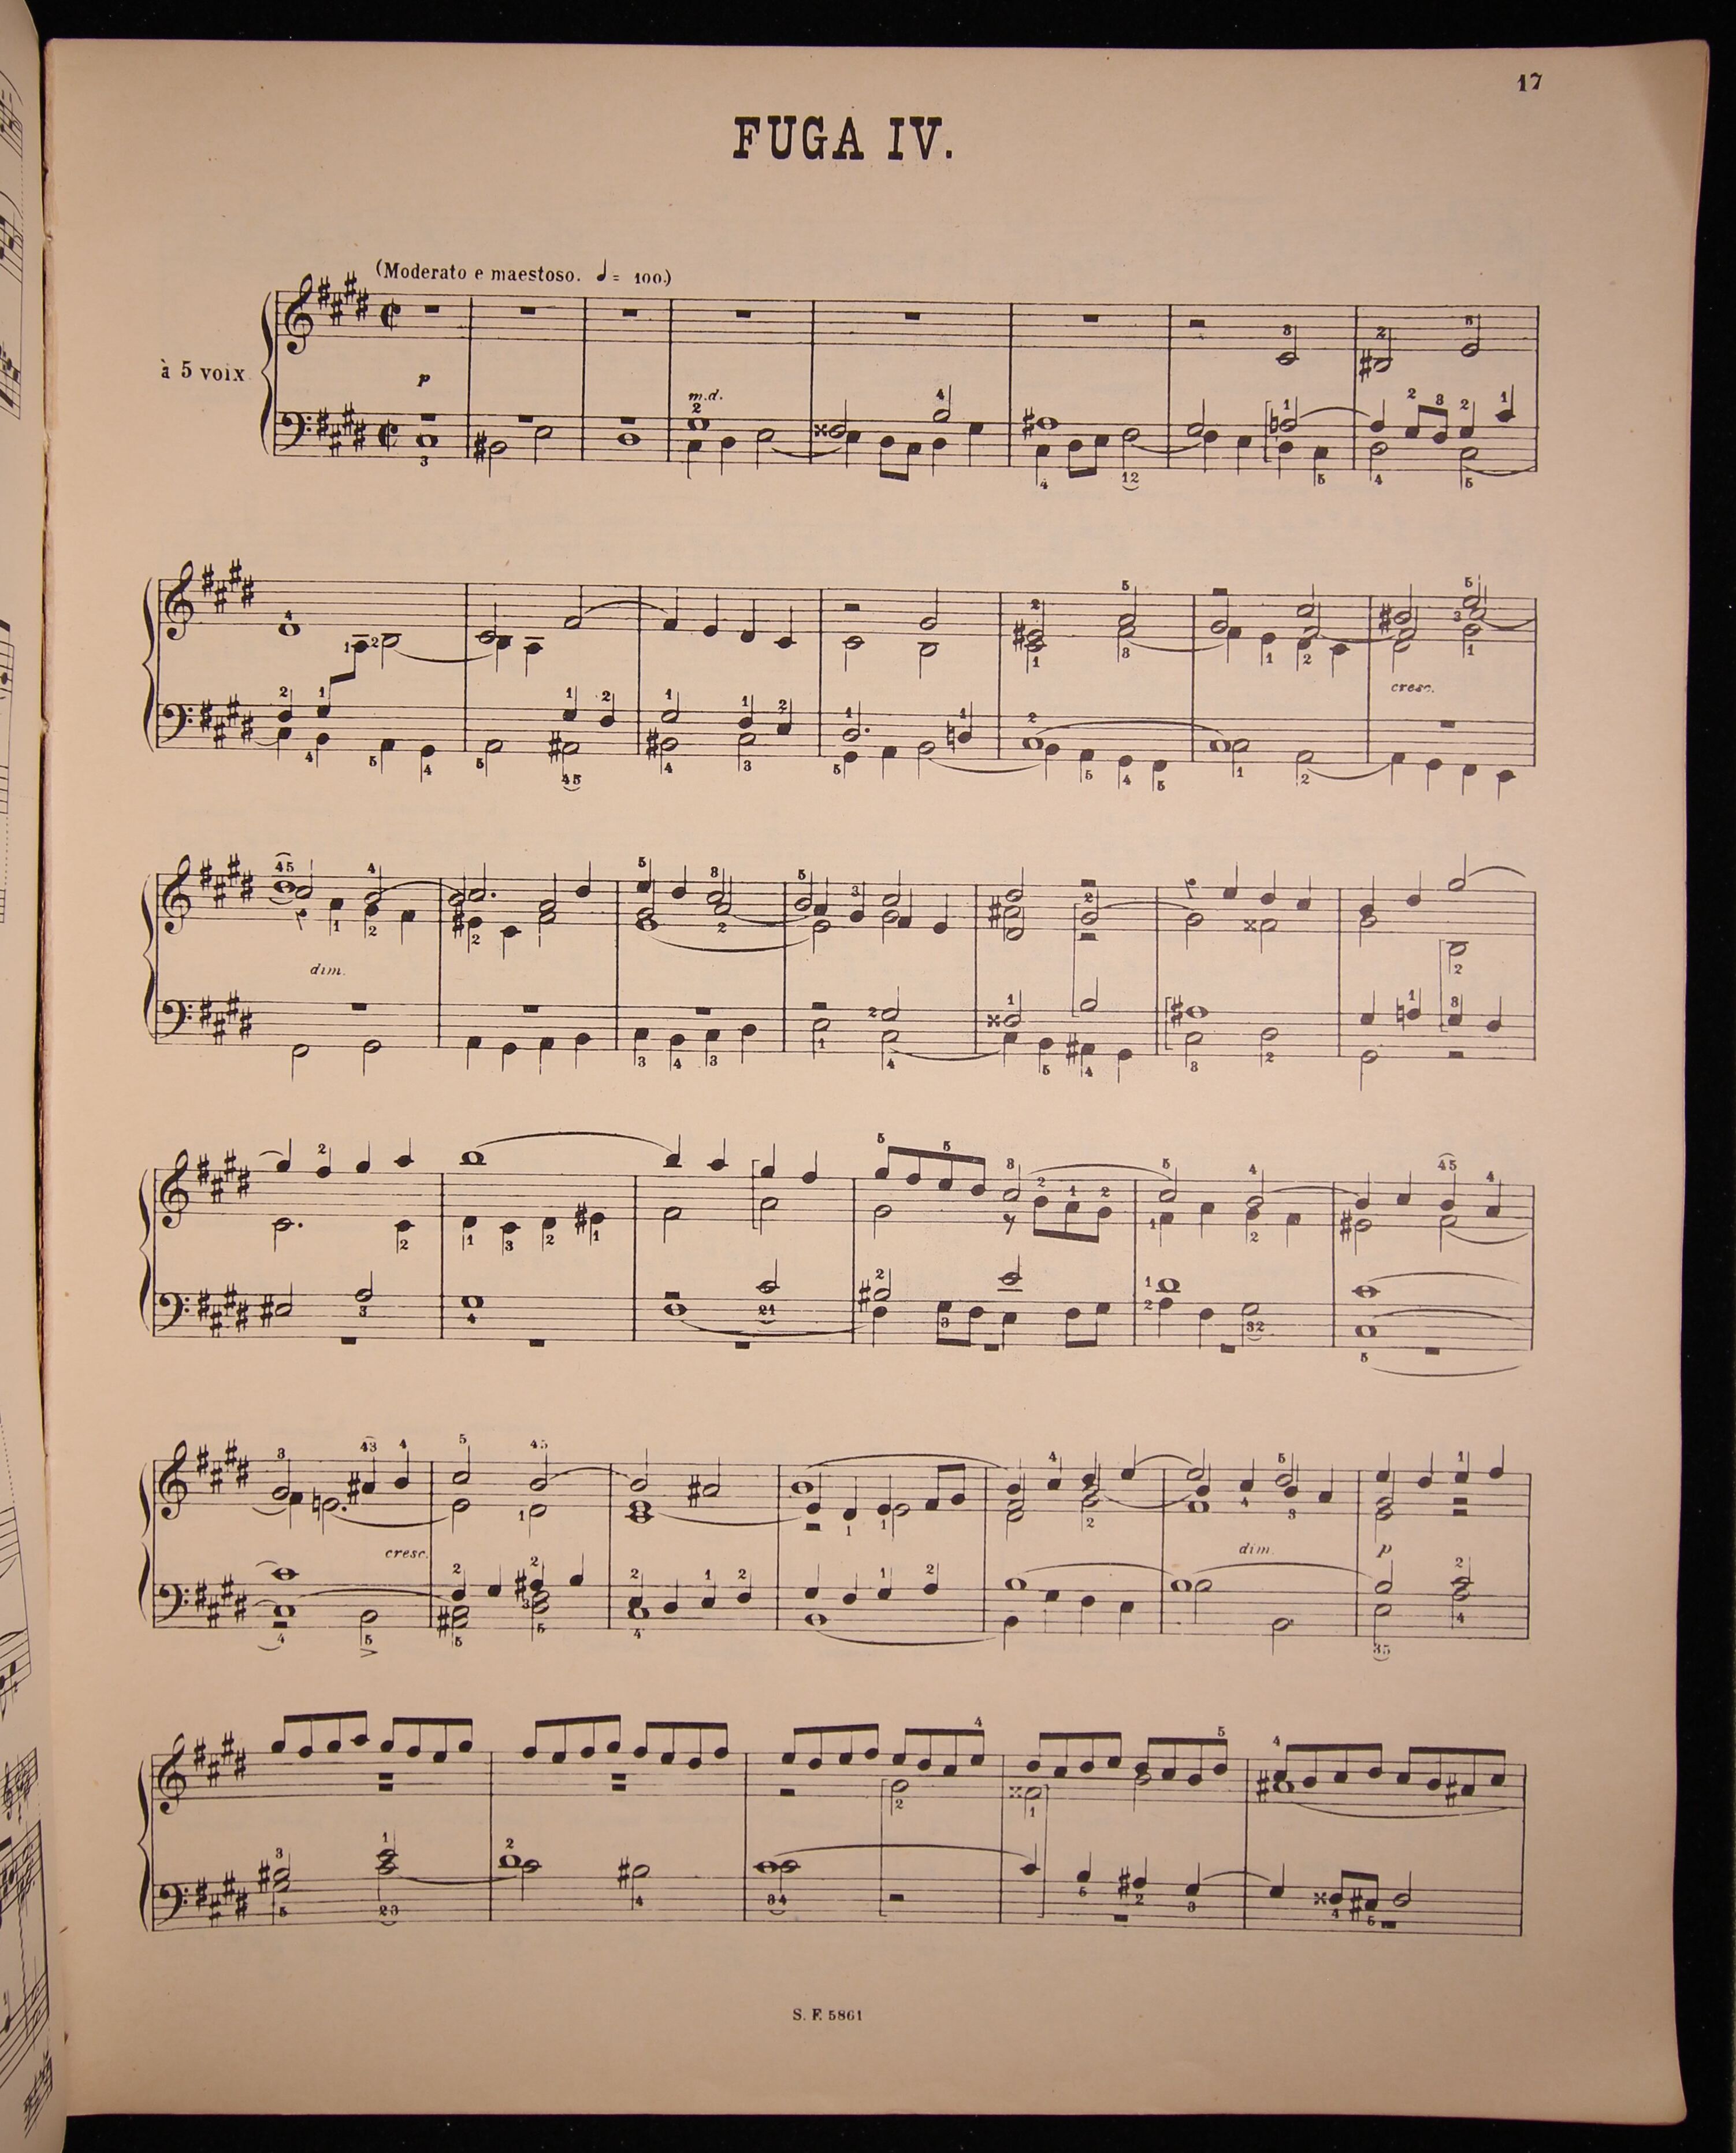 17
FUGA IV.
(Moderato e maestoso. = 100.)
à 5 voix
p
m.d.
cresc.
dim.
cresc.
dim.
p
S. F. 5861